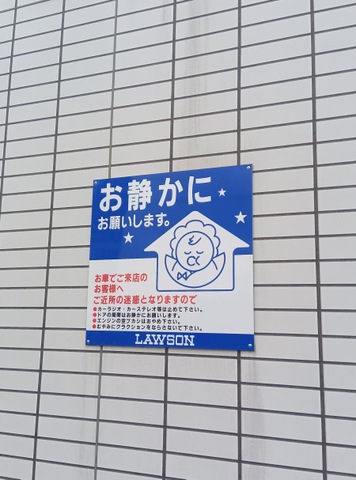 お静かに
お願いします。
お車でご来店の
お客様へ
ご近所の迷惑となりますので
●カーラジオ・カーステレオ等は止めて下さい。
●ドアの開閉はお静かにお願いします。
●エンジンの空フカシはおやめ下さい。
●むやみにクラクションをならさないで下さい。
LAWSON